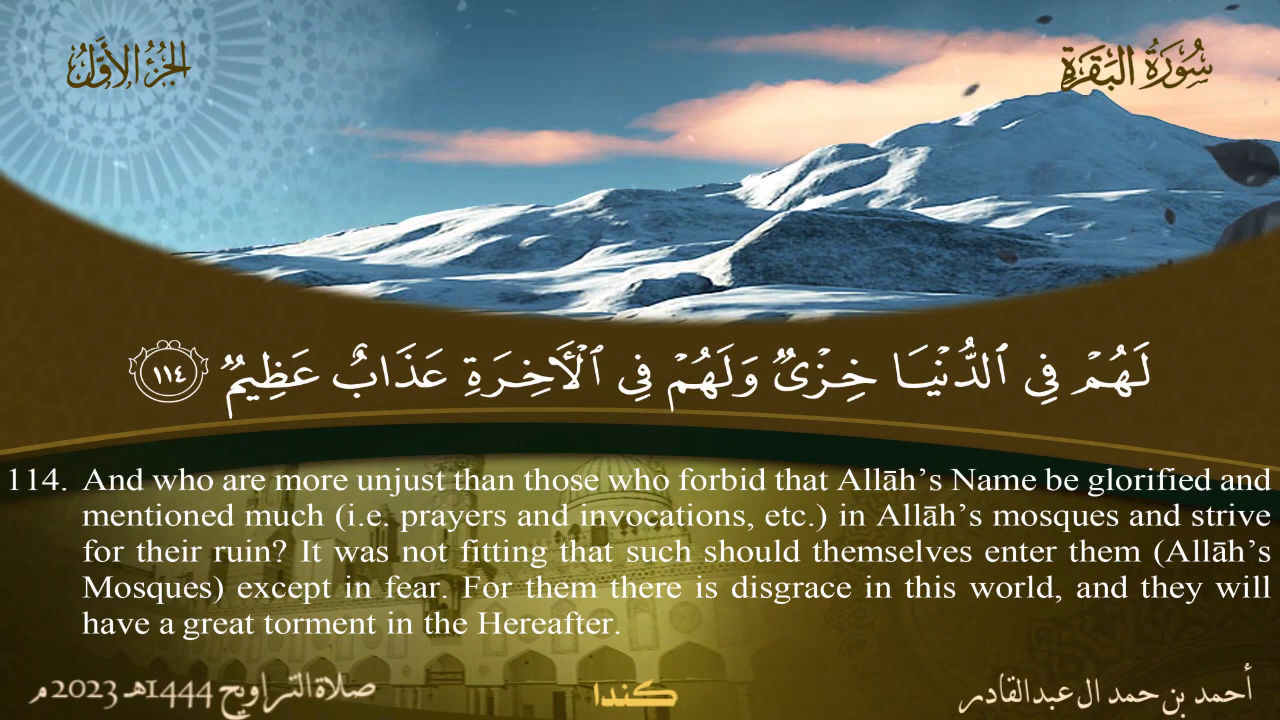 سُورَةُ البَقَرَةِ
الجُزْءُ الأَوَّلُ
لَهُمْ فِى ٱلدُّنْيَا خِزْىٌ وَلَهُمْ فِى ٱلْأَخِرَةِ عَذَابٌ عَظِيمٌ ١١٤
114. And who are more unjust than those who forbid that Allāh’s Name be glorified and
mentioned much (i.e. prayers and invocations, etc.) in Allāh’s mosques and strive
for their ruin? It was not fitting that such should themselves enter them (Allāh’s
Mosques) except in fear. For them there is disgrace in this world, and they will
have a great torment in the Hereafter.
أحمد بن حمد ال عبدالقادر
كندا
صلاة التراويح 1444هـ 2023م